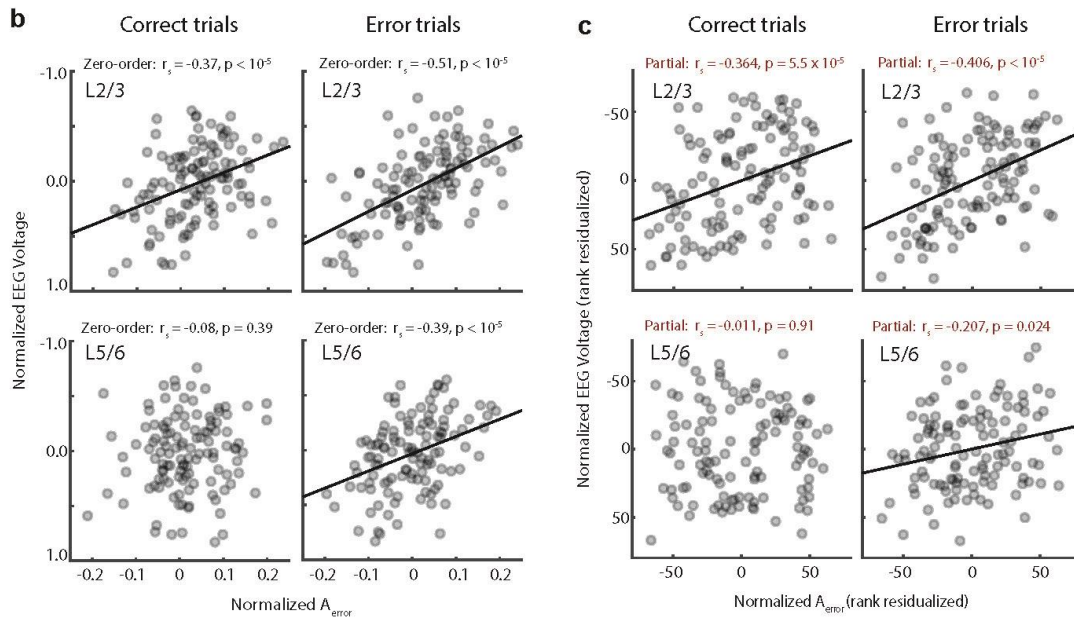 b
Correct trials
Error trials
Zero-order: r_s = -0.37, p < 10^-5
Zero-order: r_s = -0.51, p < 10^-5
L2/3
L2/3
-1.0
0.0
1.0
Zero-order: r_s = -0.08, p = 0.39
Zero-order: r_s = -0.39, p < 10^-5
L5/6
L5/6
-1.0
0.0
1.0
Normalized EEG Voltage
-0.2 -0.1 0 0.1 0.2
-0.2 -0.1 0 0.1 0.2
Normalized A_error
c
Correct trials
Error trials
Partial: r_s = -0.364, p = 5.5 x 10^-5
Partial: r_s = -0.406, p < 10^-5
L2/3
L2/3
-50
0
50
Partial: r_s = -0.011, p = 0.91
Partial: r_s = -0.207, p = 0.024
L5/6
L5/6
-50
0
50
Normalized EEG Voltage (rank residualized)
-50 0 50
-50 0 50
Normalized A_error (rank residualized)